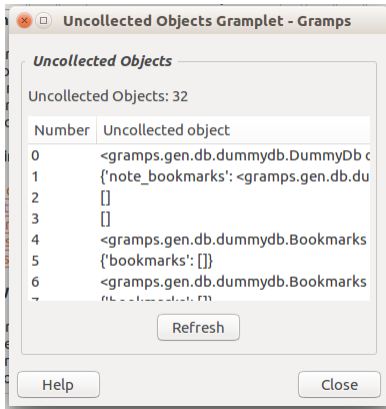 Uncollected Objects Gramplet - Gramps
Uncollected Objects
Uncollected Objects: 32
Number Uncollected object
0 <gramps.gen.db.dummydb.DummyDb
1 {'note_bookmarks': <gramps.gen.db.du
2 []
3 []
4 <gramps.gen.db.dummydb.Bookmarks
5 {'bookmarks': []}
6 <gramps.gen.db.dummydb.Bookmarks
Refresh
Help Close